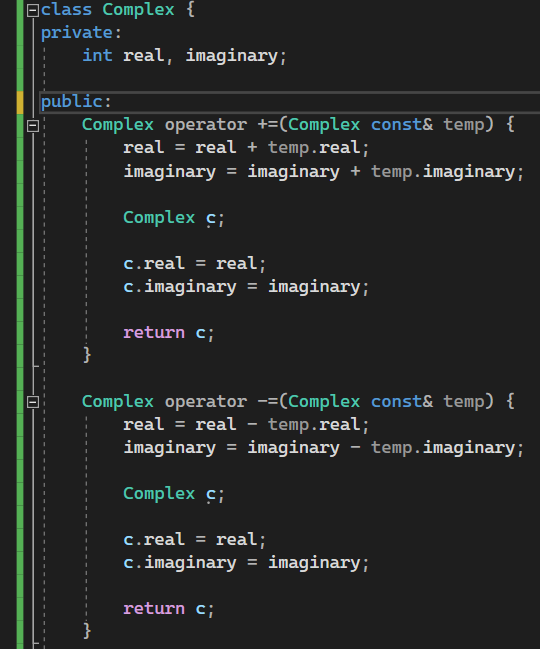 class Complex {
private:
    int real, imaginary;

public:
    Complex operator +=(Complex const& temp) {
        real = real + temp.real;
        imaginary = imaginary + temp.imaginary;

        Complex c;

        c.real = real;
        c.imaginary = imaginary;

        return c;
    }

    Complex operator -=(Complex const& temp) {
        real = real - temp.real;
        imaginary = imaginary - temp.imaginary;

        Complex c;

        c.real = real;
        c.imaginary = imaginary;

        return c;
    }